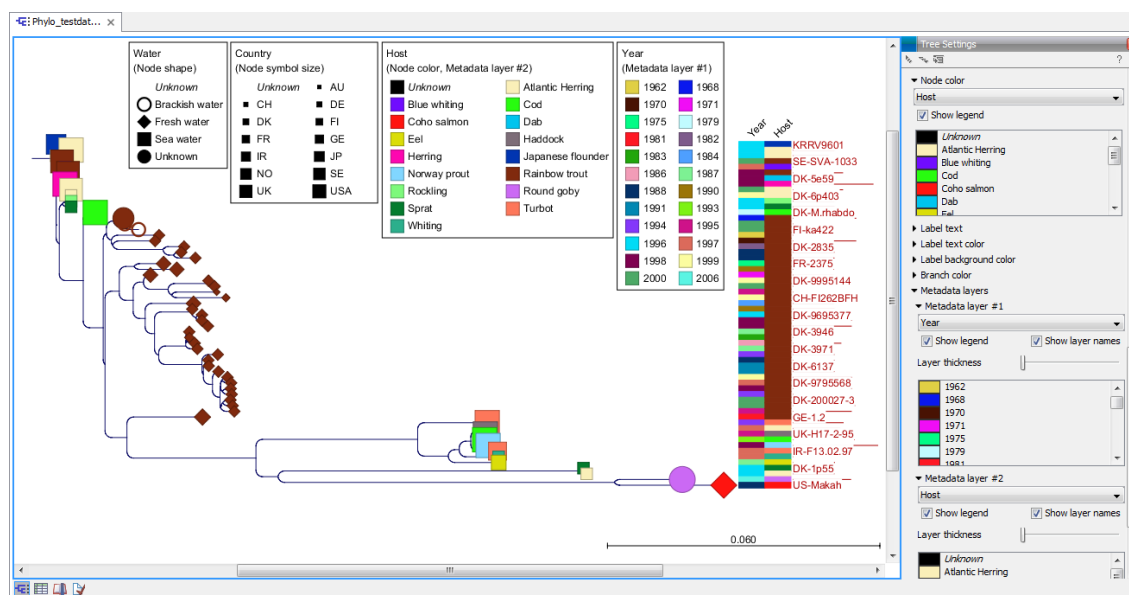 Phylo_testdat...
Water
(Node shape)
Unknown
Brackish water
Fresh water
Sea water
Unknown
Country
(Node symbol size)
Unknown
AU
CH
DE
DK
FI
FR
GE
IR
JP
NO
SE
UK
USA
Host
(Node color, Metadata layer #2)
Unknown
Blue whiting
Coho salmon
Eel
Herring
Norway prout
Rockling
Sprat
Whiting
Atlantic Herring
Cod
Dab
Haddock
Japanese flounder
Rainbow trout
Round goby
Turbot
Year
(Metadata layer #1)
1962
1968
1970
1971
1975
1979
1981
1982
1983
1984
1986
1987
1988
1990
1991
1993
1994
1995
1996
1997
1998
1999
2000
2006
Year
Host
KRRV9601
SE-SVA-1033
DK-5e59
DK-6p403
DK-M.rhabdo
FI-ka422
DK-2835
FR-2375
DK-9995144
CH-FI262BFH
DK-9695377
DK-3946
DK-3971
DK-6137
DK-9795568
DK-200027-3
GE-1.2
UK-H17-2-95
IR-F13.02.97
DK-1p55
US-Makah
0.060
Tree Settings
?
Node color
Host
Show legend
Unknown
Atlantic Herring
Blue whiting
Cod
Coho salmon
Dab
Eel
Label text
Label text color
Label background color
Branch color
Metadata layers
Metadata layer #1
Year
Show legend
Show layer names
Layer thickness
1962
1968
1970
1971
1975
1979
1981
Metadata layer #2
Host
Show legend
Show layer names
Layer thickness
Unknown
Atlantic Herring